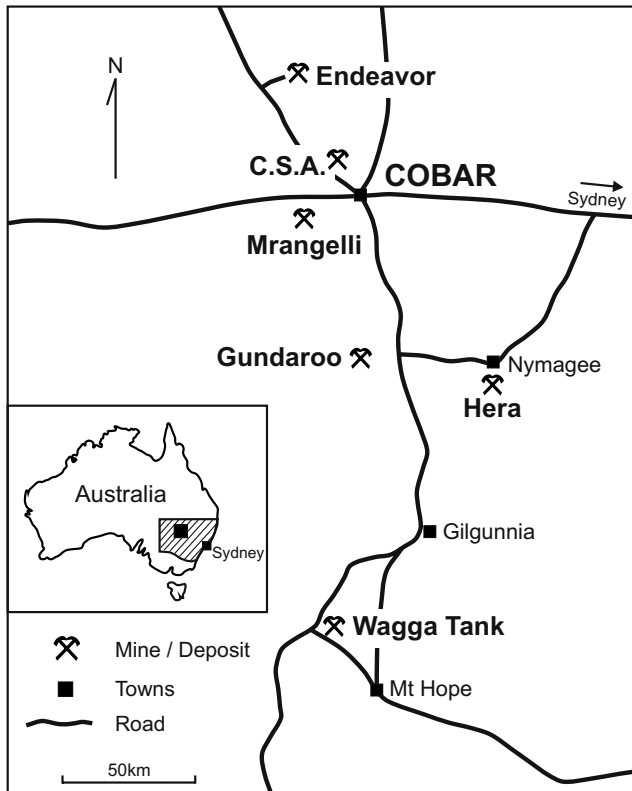 N
Endeavor
C.S.A.
COBAR
Sydney
Mrangelli
Gundaroo
Nymagee
Hera
Australia
Sydney
Gilgunnia
Wagga Tank
Mine / Deposit
Towns
Mt Hope
Road
50km